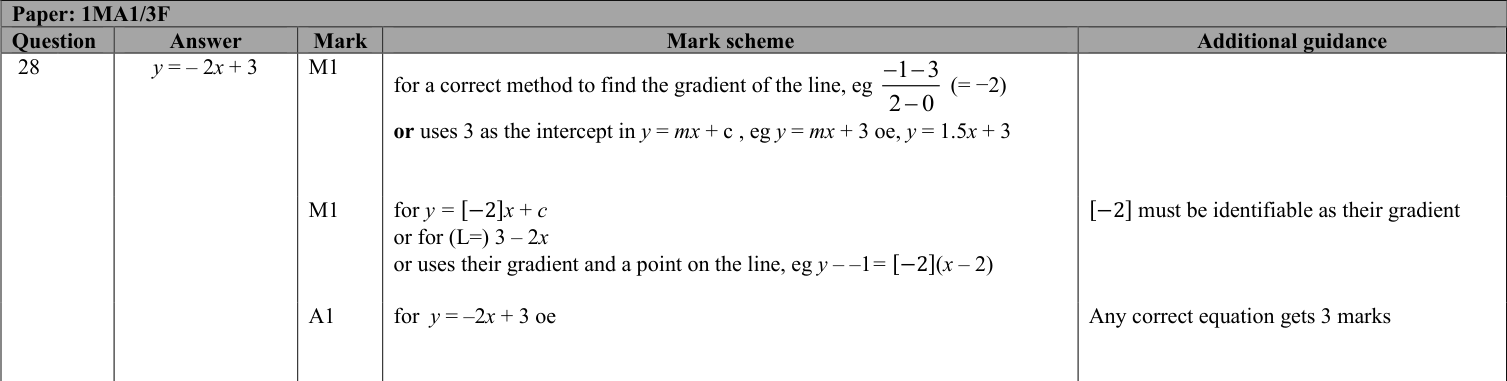 Paper: 1MA1/3F
Question Answer Mark Mark scheme Additional guidance
28 y = – 2x + 3 M1 for a correct method to find the gradient of the line, eg (−1−3)/(2−0) (= −2)
or uses 3 as the intercept in y = mx + c , eg y = mx + 3 oe, y = 1.5x + 3
M1 for y = [−2]x + c [−2] must be identifiable as their gradient
or for (L=) 3 – 2x
or uses their gradient and a point on the line, eg y – –1= [−2](x – 2)
A1 for y = –2x + 3 oe Any correct equation gets 3 marks